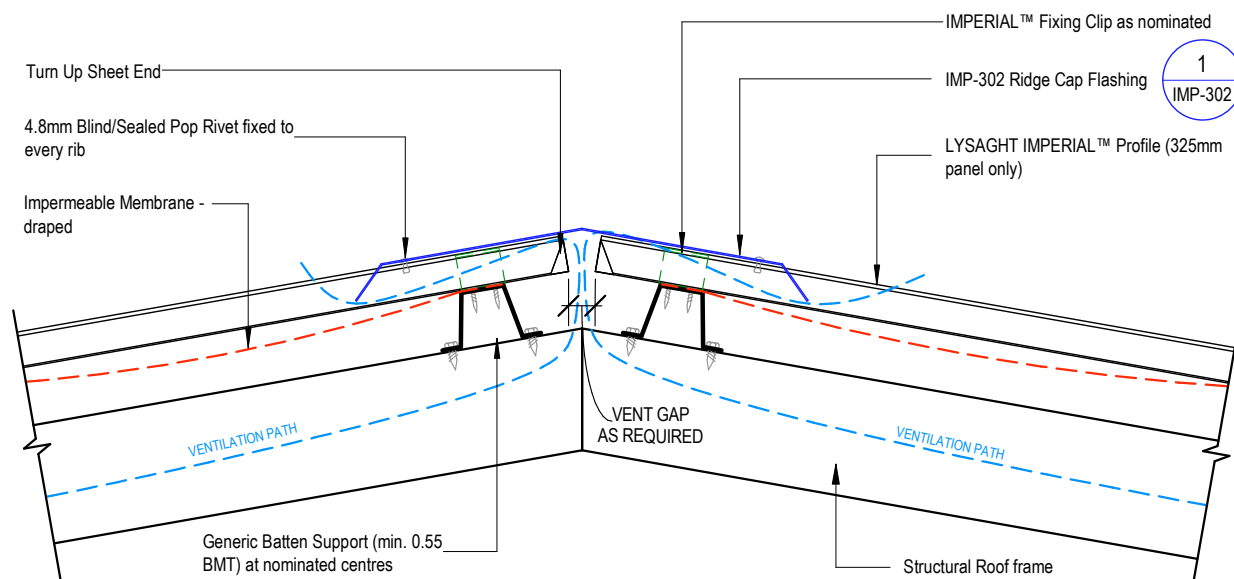 IMPERIAL™ Fixing Clip as nominated
Turn Up Sheet End
IMP-302 Ridge Cap Flashing
1
IMP-302
4.8mm Blind/Sealed Pop Rivet fixed to
every rib
LYSAGHT IMPERIAL™ Profile (325mm
panel only)
Impermeable Membrane -
draped
VENT GAP
AS REQUIRED
VENTILATION PATH
VENTILATION PATH
Generic Batten Support (min. 0.55
BMT) at nominated centres
Structural Roof frame